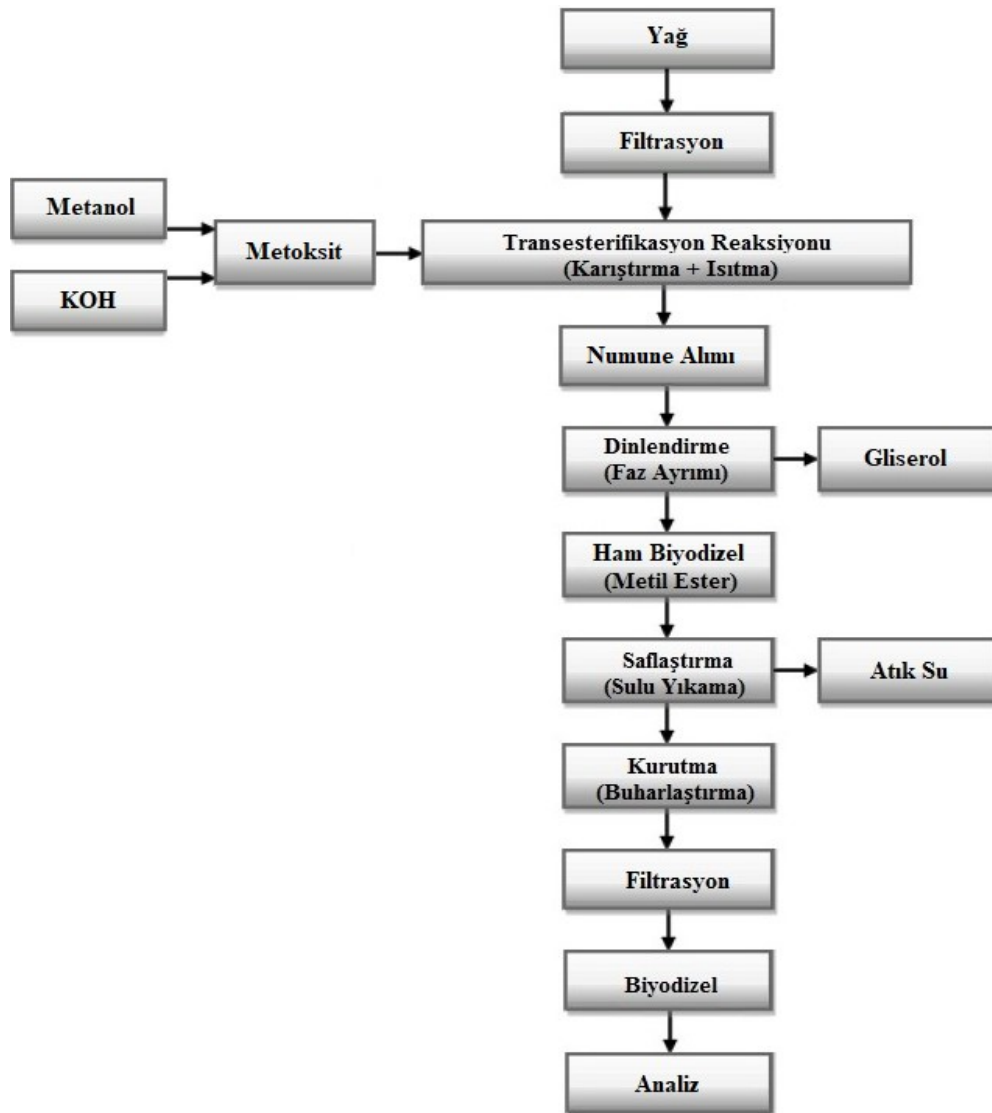 Yağ
Filtrasyon
Metanol
KOH
Metoksit
Transesterifikasyon Reaksiyonu
(Karıştırma + Isıtma)
Numune Alımı
Dinlendirme
(Faz Ayrımı)
Gliserol
Ham Biyodizel
(Metil Ester)
Saflaştırma
(Sulu Yıkama)
Atık Su
Kurutma
(Buharlaştırma)
Filtrasyon
Biyodizel
Analiz